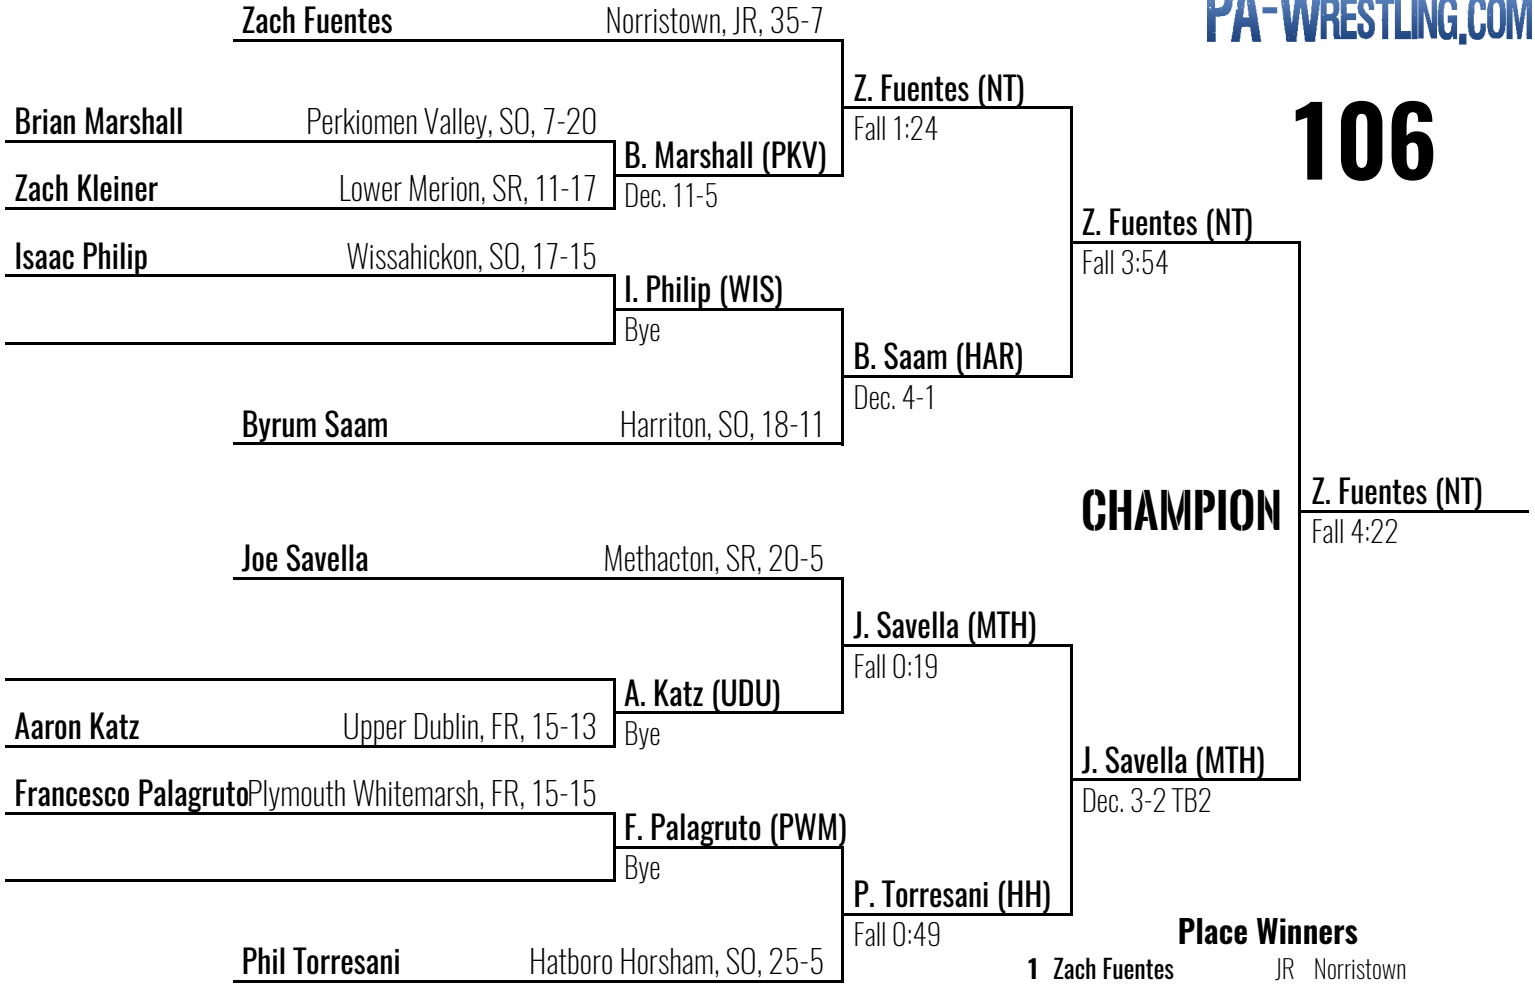 PA-WRESTLING.COM
106
Zach Fuentes Norristown, JR, 35-7
Z. Fuentes (NT)
Fall 1:24
Brian Marshall Perkiomen Valley, SO, 7-20
B. Marshall (PKV)
Dec. 11-5
Zach Kleiner Lower Merion, SR, 11-17
Z. Fuentes (NT)
Fall 3:54
Isaac Philip Wissahickon, SO, 17-15
I. Philip (WIS)
Bye
B. Saam (HAR)
Dec. 4-1
Byrum Saam Harriton, SO, 18-11
CHAMPION
Z. Fuentes (NT)
Fall 4:22
Joe Savella Methacton, SR, 20-5
J. Savella (MTH)
Fall 0:19
A. Katz (UDU)
Bye
Aaron Katz Upper Dublin, FR, 15-13
J. Savella (MTH)
Dec. 3-2 TB2
Francesco Palagruto Plymouth Whitemarsh, FR, 15-15
F. Palagruto (PWM)
Bye
P. Torresani (HH)
Fall 0:49
Phil Torresani Hatboro Horsham, SO, 25-5
Place Winners
1 Zach Fuentes JR Norristown